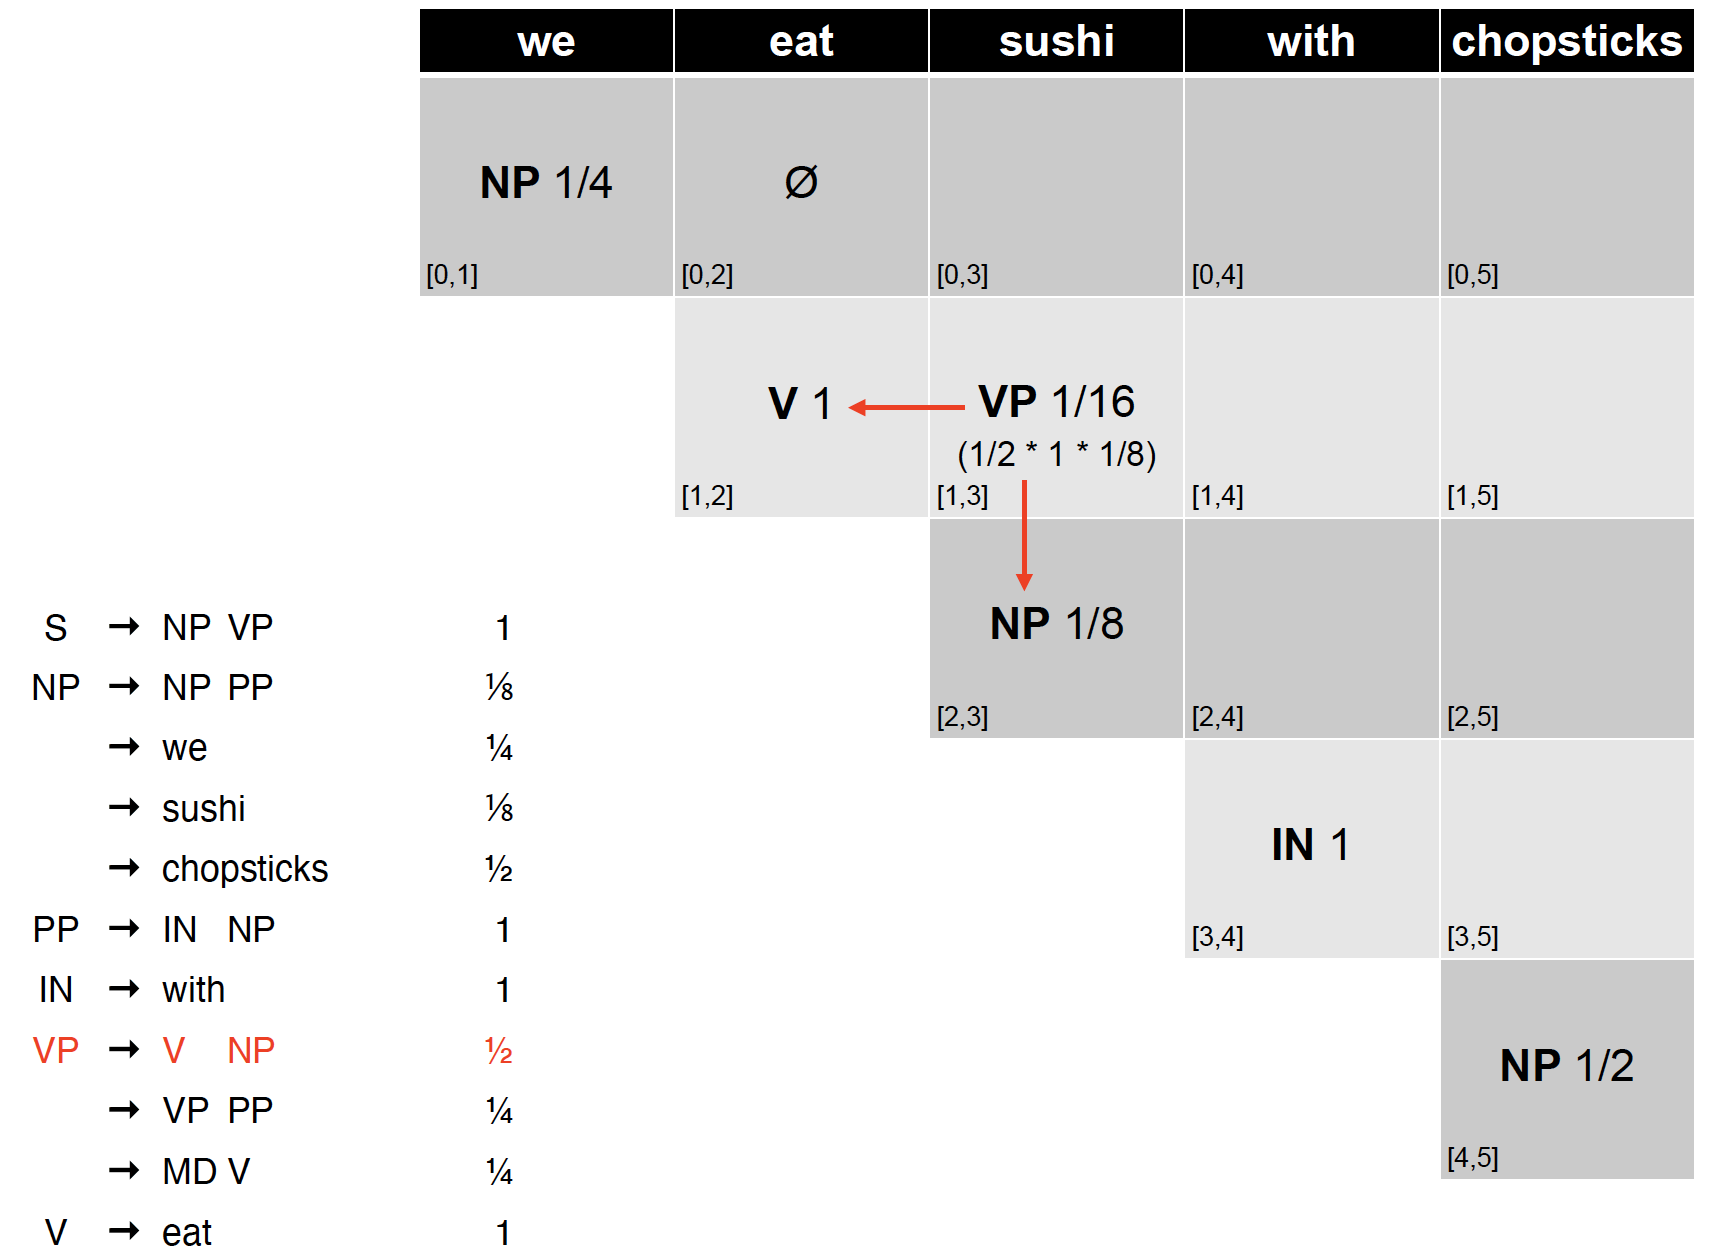 we eat sushi with chopsticks
NP 1/4 Ø
[0,1] [0,2] [0,3] [0,4] [0,5]
V 1 VP 1/16
(1/2 * 1 * 1/8)
[1,2] [1,3] [1,4] [1,5]
NP 1/8
[2,3] [2,4] [2,5]
IN 1
[3,4] [3,5]
NP 1/2
[4,5]
S → NP VP 1
NP → NP PP ⅛
→ we ¼
→ sushi ⅛
→ chopsticks ½
PP → IN NP 1
IN → with 1
VP → V NP ½
→ VP PP ¼
→ MD V ¼
V → eat 1